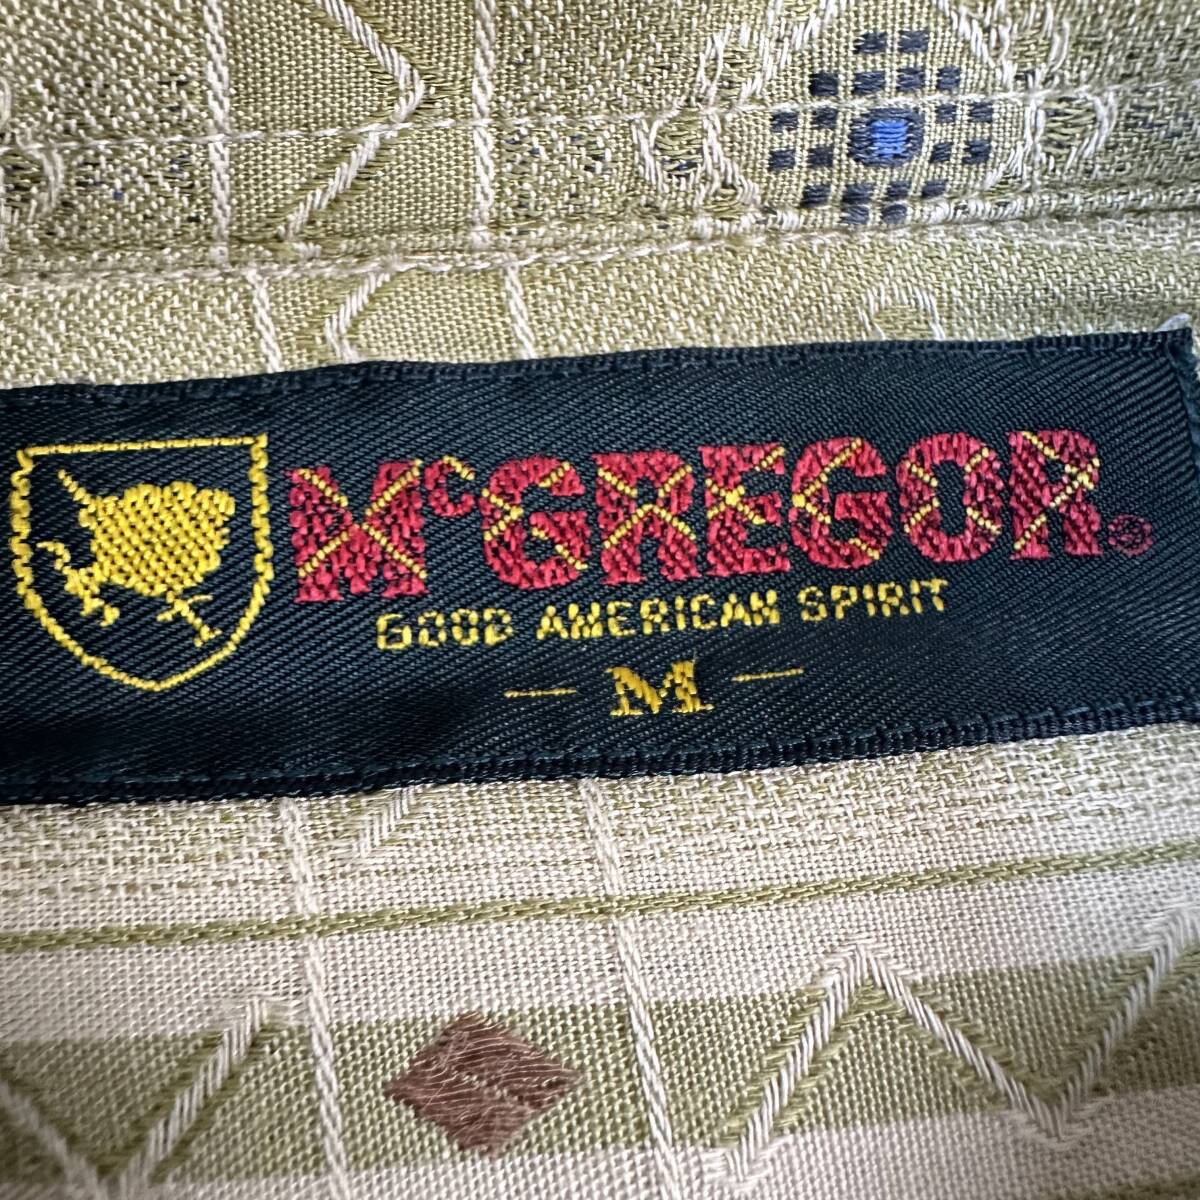 McGREGOR®
GOOD AMERICAN SPIRIT
— M —